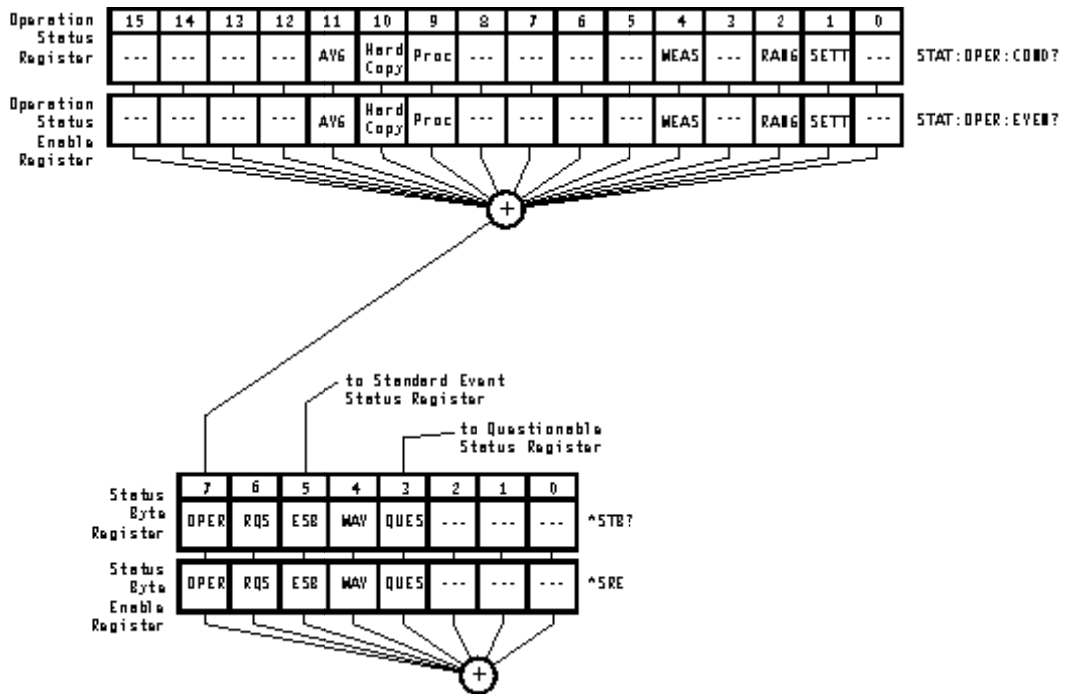 Operation Status Register
15 14 13 12 11 10 9 8 7 6 5 4 3 2 1 0
--- --- --- --- AVG Hard Copy Proc --- --- --- --- MEAS --- RANG SETT --- STAT:OPER:COND?
Operation Status Enable Register
--- --- --- --- AVG Hard Copy Proc --- --- --- --- MEAS --- RANG SETT --- STAT:OPER:EVEN?
+
to Standard Event
Status Register
to Questionable
Status Register
Status Byte Register
7 6 5 4 3 2 1 0
OPER RQS ESB MAV QUES --- --- --- *STB?
Status Byte Enable Register
OPER RQS ESB MAV QUES --- --- --- *SRE
+